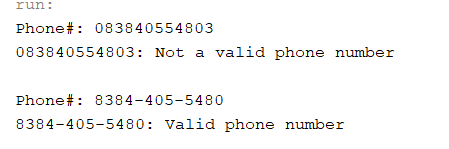 run:
Phone#: 083840554803
083840554803: Not a valid phone number
Phone#: 8384-405-5480
8384-405-5480: Valid phone number